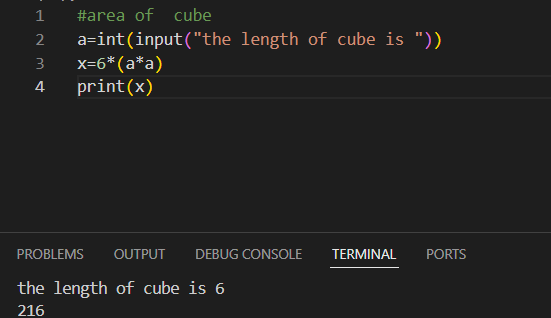 1 #area of  cube
2 a=int(input("the length of cube is "))
3 x=6*(a*a)
4 print(x)
PROBLEMS OUTPUT DEBUG CONSOLE TERMINAL PORTS
the length of cube is 6
216